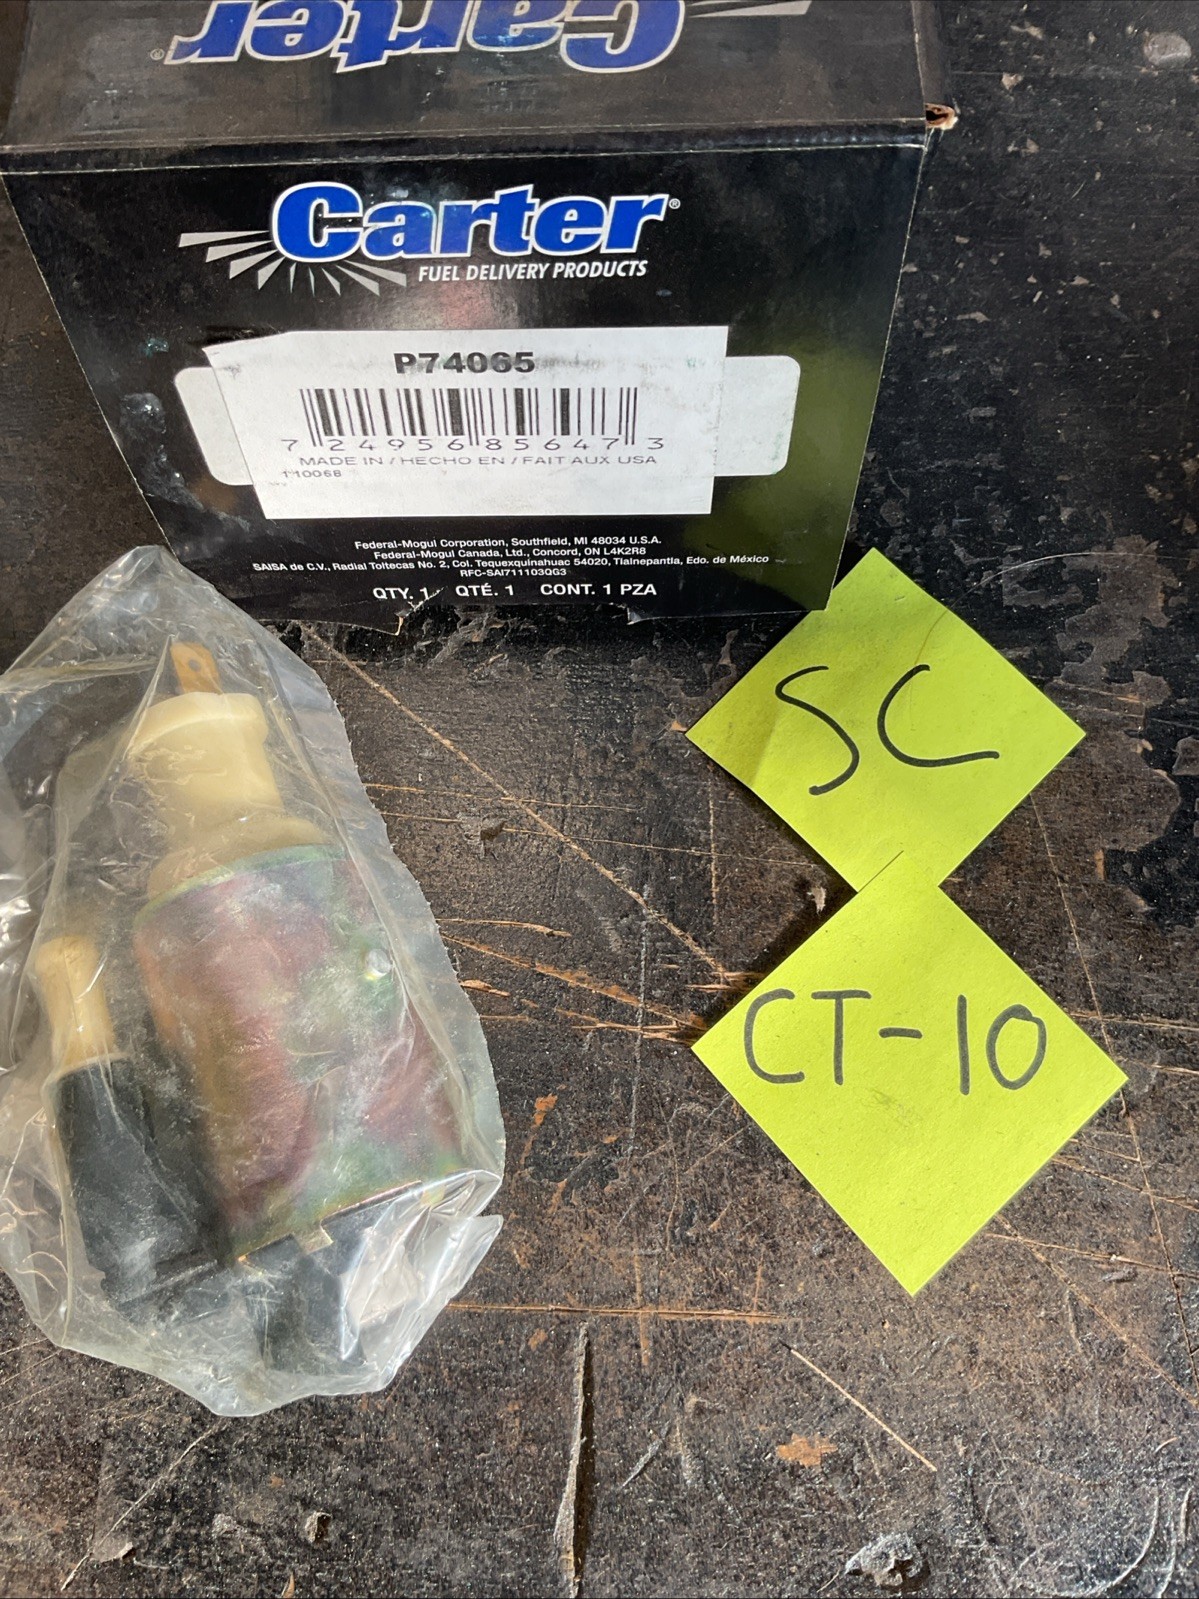 Carter®
Carter®
FUEL DELIVERY PRODUCTS
P74065
7 24956 85647 3
MADE IN / HECHO EN / FAIT AUX USA
110068
Federal-Mogul Corporation, Southfield, MI 48034 U.S.A.
Federal-Mogul Canada, Ltd., Concord, ON L4K2R8
SAISA de C.V., Radial Toltecas No. 2, Col. Tequexquinahuac 54020, Tlalnepantla, Edo. de México
RFC-SAI711103QG3
QTY. 1 QTÉ. 1 CONT. 1 PZA
SC
CT-10